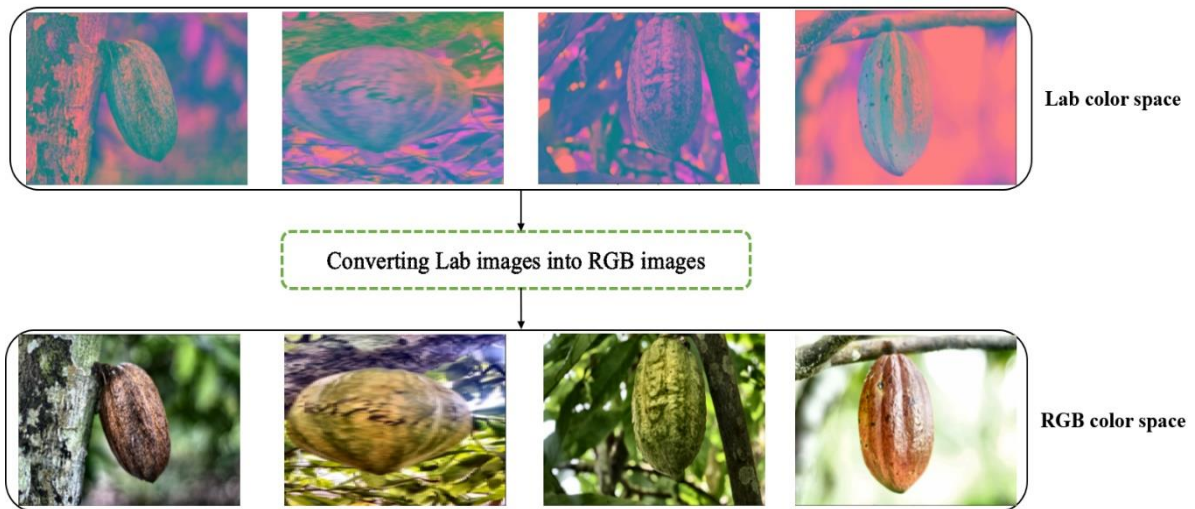 Lab color space
Converting Lab images into RGB images
RGB color space